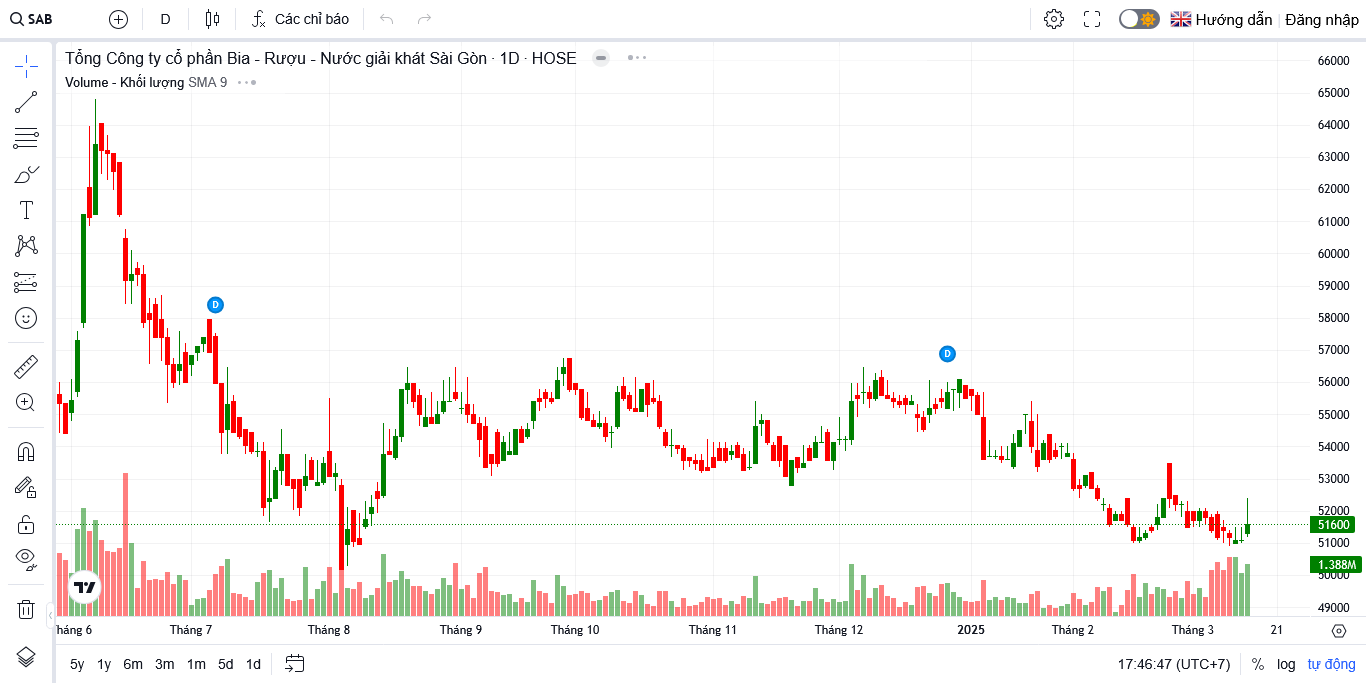 SAB D Các chỉ báo Hướng dẫn Đăng nhập
Tổng Công ty cổ phần Bia - Rượu - Nước giải khát Sài Gòn · 1D · HOSE
Volume - Khối lượng SMA 9
66000
65000
64000
63000
62000
61000
60000
59000
58000
57000
56000
55000
54000
53000
52000
51600
51000
1.388M
50000
49000
D
D
háng 6 Tháng 7 Tháng 8 Tháng 9 Tháng 10 Tháng 11 Tháng 12 2025 Tháng 2 Tháng 3 21
5y 1y 6m 3m 1m 5d 1d 17:46:47 (UTC+7) % log tự động